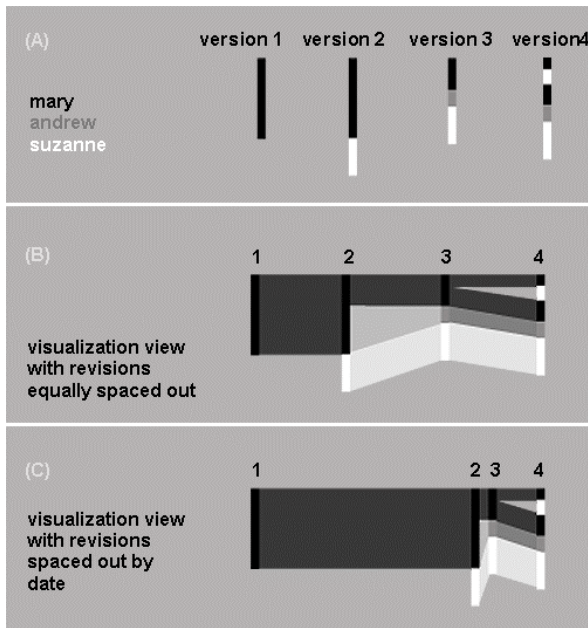 (A)
version 1 version 2 version 3 version4
mary
andrew
suzanne
(B)
1 2 3 4
visualization view
with revisions
equally spaced out
(C)
1 2 3 4
visualization view
with revisions
spaced out by
date